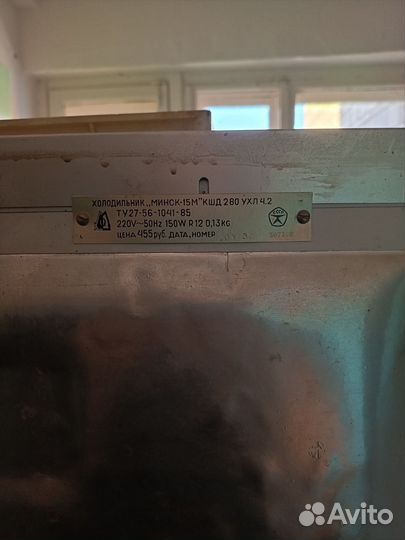 ХОЛОДИЛЬНИК „МИНСК-15М" КШД 280 УХЛ 4.2
ТУ27-56-1041-85
220V~50Hz 150W R12 0,13kg
ЦЕНА 455руб. ДАТА, НОМЕР
Avito